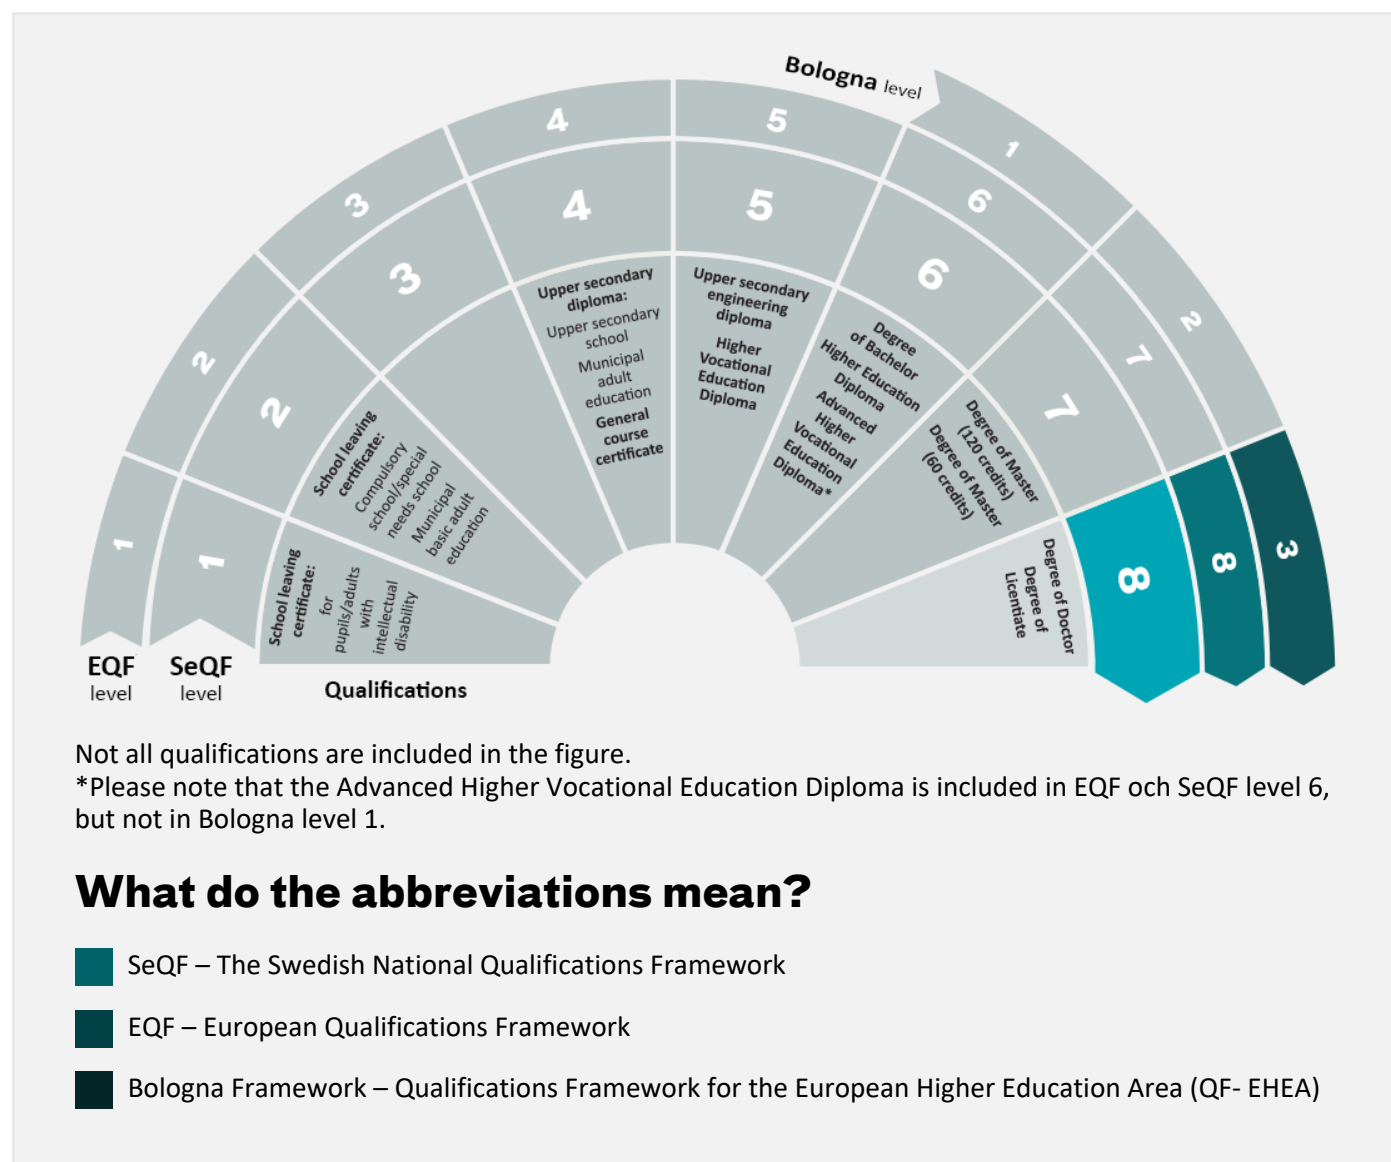 Bologna level
1
2
3
4
5
1
2
3
1
2
3
4
5
6
7
8
6
7
8
School leaving
certificate:
for
pupils/adults
with
intellectual
disability
School leaving
certificate:
Compulsory
school/special
needs school
Municipal
basic adult
education
Upper secondary
diploma:
Upper secondary
school
Municipal
adult
education
General
course
certificate
Upper secondary
engineering
diploma
Higher
Vocational
Education
Diploma
Degree
of Bachelor
Higher Education
Diploma
Advanced
Higher
Vocational
Education
Diploma*
Degree of Master
(120 credits)
Degree of Master
(60 credits)
Degree of Doctor
Degree of
Licentiate
EQF
level
SeQF
level
Qualifications
Not all qualifications are included in the figure.
*Please note that the Advanced Higher Vocational Education Diploma is included in EQF och SeQF level 6,
but not in Bologna level 1.
What do the abbreviations mean?
SeQF – The Swedish National Qualifications Framework
EQF – European Qualifications Framework
Bologna Framework – Qualifications Framework for the European Higher Education Area (QF- EHEA)